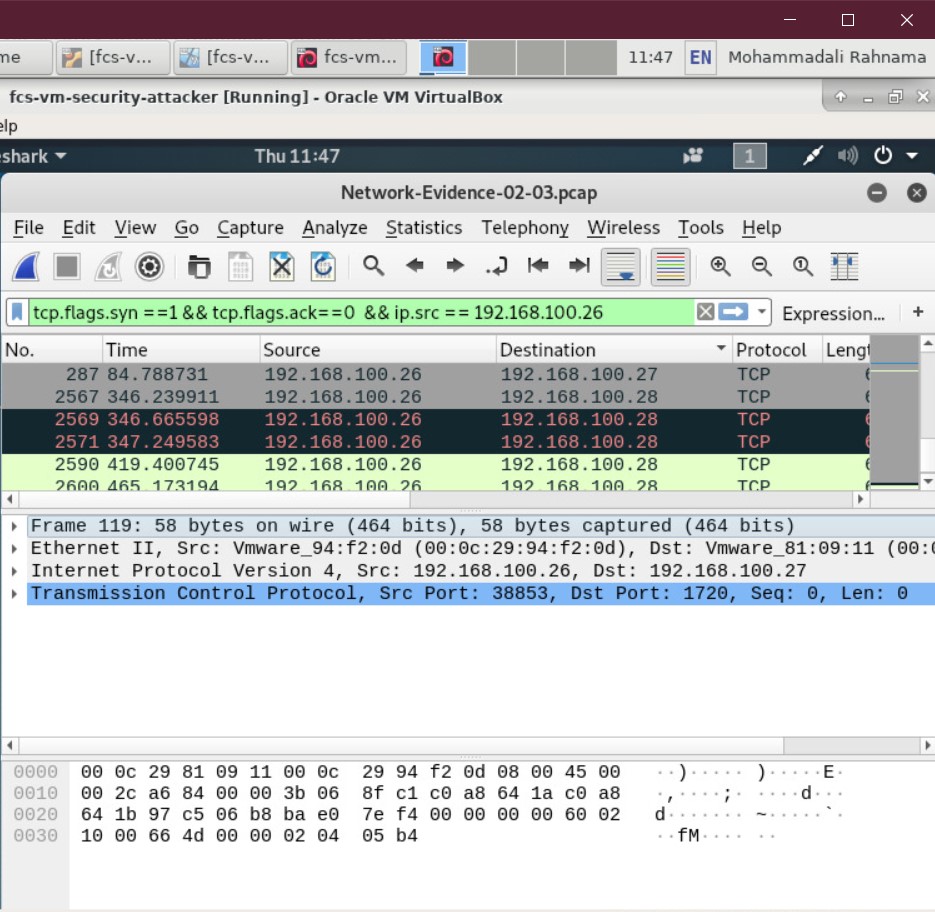 me [fcs-v... [fcs-v... fcs-vm... 11:47 EN Mohammadali Rahnama
fcs-vm-security-attacker [Running] - Oracle VM VirtualBox
elp
eshark Thu 11:47 1
Network-Evidence-02-03.pcap
File Edit View Go Capture Analyze Statistics Telephony Wireless Tools Help
tcp.flags.syn ==1 && tcp.flags.ack==0 && ip.src == 192.168.100.26 Expression... +
No. Time Source Destination Protocol Lengt
287 84.788731 192.168.100.26 192.168.100.27 TCP 6
2567 346.239911 192.168.100.26 192.168.100.28 TCP 6
2569 346.665598 192.168.100.26 192.168.100.28 TCP 6
2571 347.249583 192.168.100.26 192.168.100.28 TCP 6
2590 419.400745 192.168.100.26 192.168.100.28 TCP 6
2600 465.173194 192.168.100.26 192.168.100.28 TCP 6
Frame 119: 58 bytes on wire (464 bits), 58 bytes captured (464 bits)
Ethernet II, Src: Vmware_94:f2:0d (00:0c:29:94:f2:0d), Dst: Vmware_81:09:11 (00:0
Internet Protocol Version 4, Src: 192.168.100.26, Dst: 192.168.100.27
Transmission Control Protocol, Src Port: 38853, Dst Port: 1720, Seq: 0, Len: 0
0000 00 0c 29 81 09 11 00 0c 29 94 f2 0d 08 00 45 00 ··)····· )·····E·
0010 00 2c a6 84 00 00 3b 06 8f c1 c0 a8 64 1a c0 a8 ·,····;· ····d···
0020 64 1b 97 c5 06 b8 ba e0 7e f4 00 00 00 00 60 02 d······· ~·····`·
0030 10 00 66 4d 00 00 02 04 05 b4 ··fM···· ··